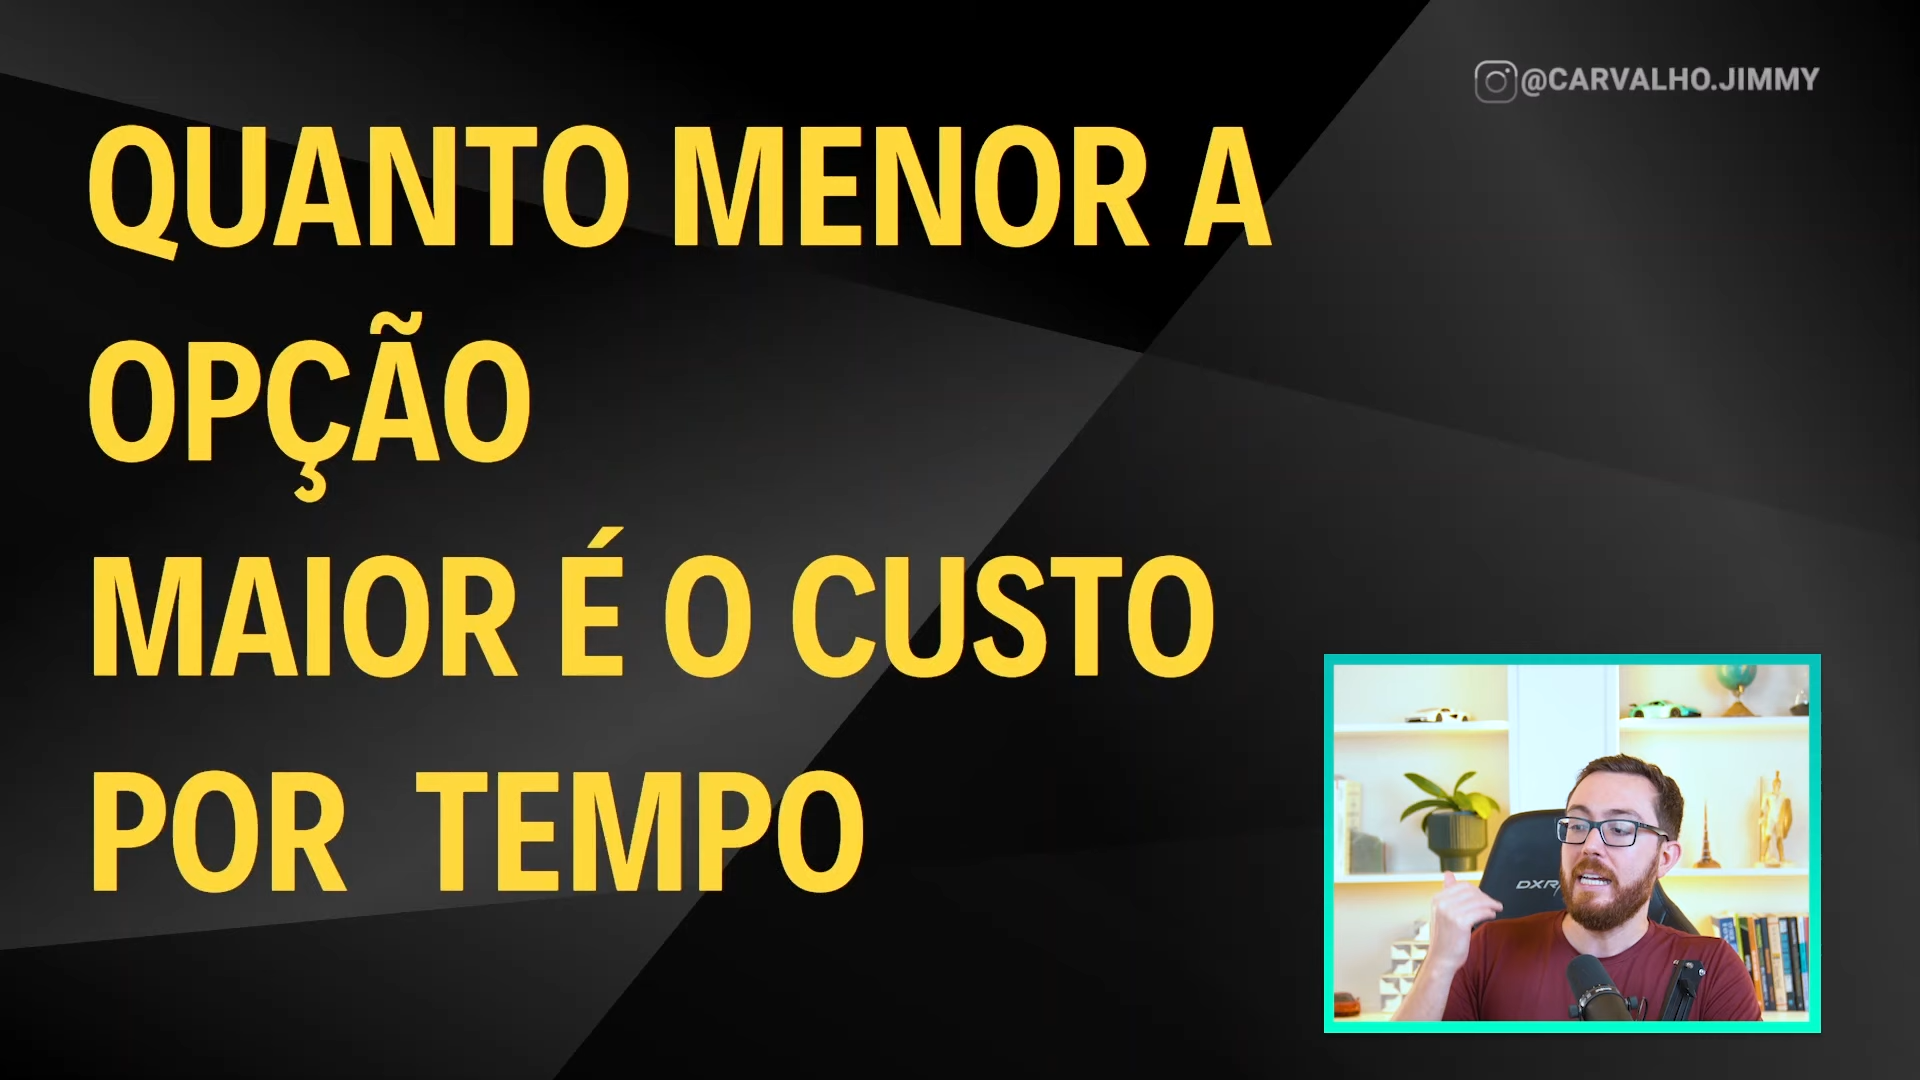 @CARVALHO.JIMMY
QUANTO MENOR A
OPÇÃO
MAIOR É O CUSTO
POR TEMPO